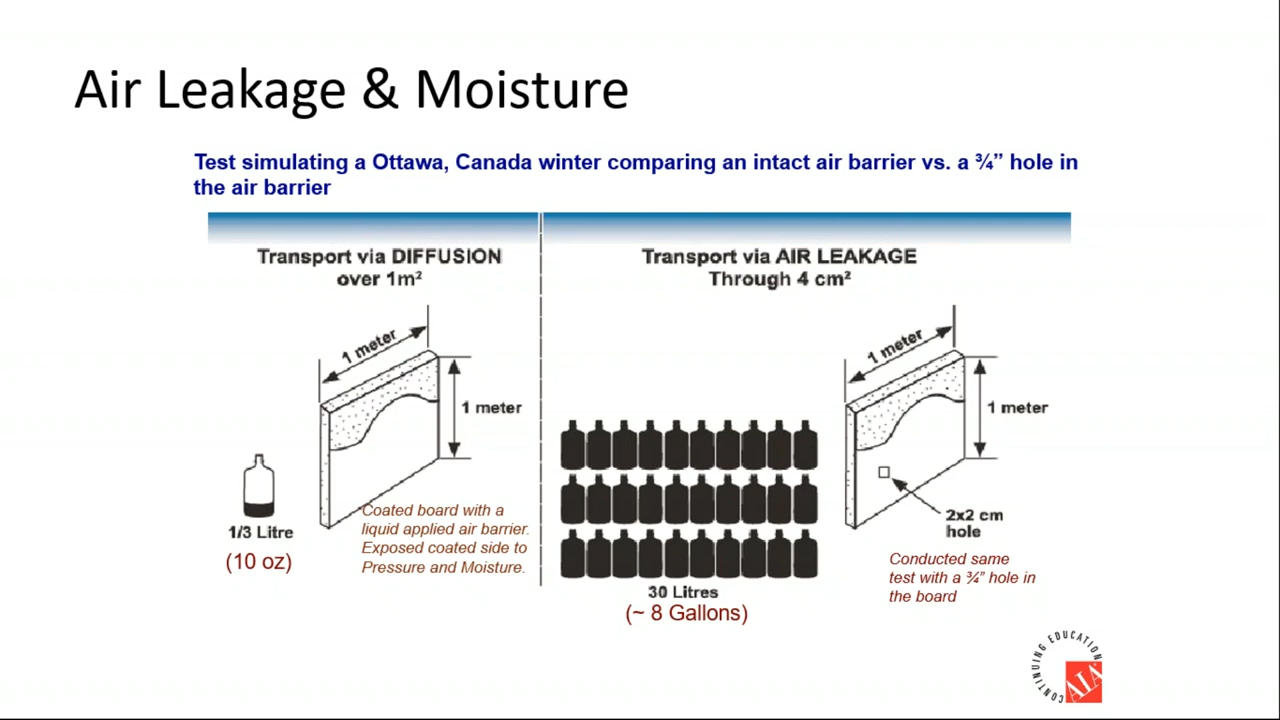 Air Leakage & Moisture
Test simulating a Ottawa, Canada winter comparing an intact air barrier vs. a ¾” hole in
the air barrier
Transport via DIFFUSION
over 1m²
1 meter
1 meter
1/3 Litre
(10 oz)
Coated board with a
liquid applied air barrier.
Exposed coated side to
Pressure and Moisture.
Transport via AIR LEAKAGE
Through 4 cm²
1 meter
1 meter
30 Litres
(~ 8 Gallons)
2x2 cm
hole
Conducted same
test with a ¾” hole in
the board
CONTINUING EDUCATION
AIA